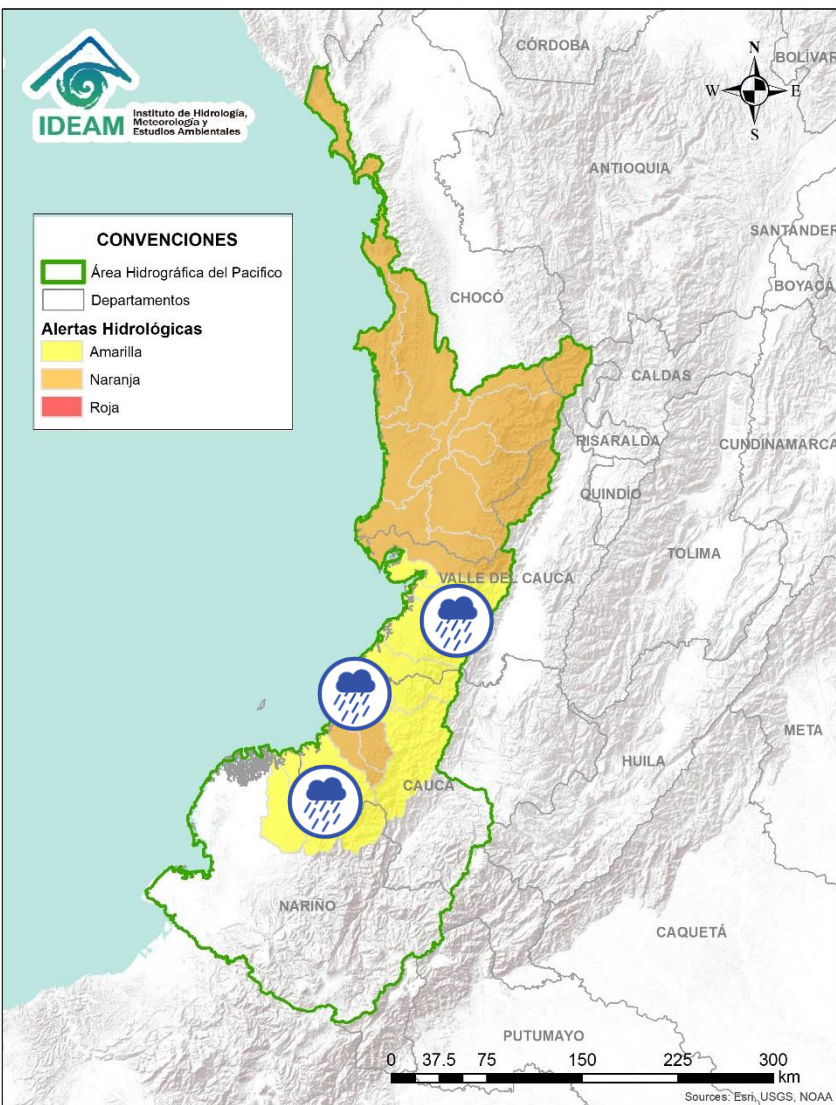 IDEAM
Instituto de Hidrología,
Meteorología y
Estudios Ambientales
CONVENCIONES
Área Hidrográfica del Pacifico
Departamentos
Alertas Hidrológicas
Amarilla
Naranja
Roja
N
W
E
S
CÓRDOBA
BOLÍVAR
ANTIOQUIA
SANTANDER
BOYACÁ
CHOCÓ
CALDAS
RISARALDA
CUNDINAMARCA
QUINDÍO
TOLIMA
VALLE DEL CAUCA
META
HUILA
CAUCA
NARIÑO
CAQUETÁ
PUTUMAYO
0 37.5 75 150 225 300
km
Sources: Esri, USGS, NOAA